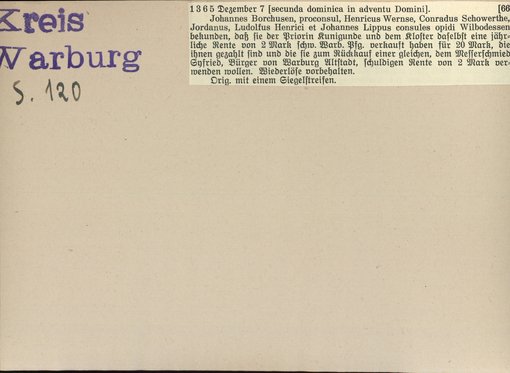 Kreis
Warburg
S. 120
1365 Dezember 7 [secunda dominica in adventu Domini]. [66
Johannes Borchusen, proconsul, Henricus Wernse, Conradus Schowerthe,
Jordanus, Ludolfus Henrici et Johannes Lippus consules opidi Wilbodessen
bekunden, daß sie der Priorin Kunigunde und dem Kloster daselbst eine jähr-
liche Rente von 2 Mark schw. Warb. Pfg. verkauft haben für 20 Mark, die
ihnen gezahlt sind und die sie zum Rückkauf einer gleichen, dem Messerschmied
Syfried, Bürger von Warburg Altstadt, schuldigen Rente von 2 Mark ver-
wenden wollen. Wiederlöse vorbehalten.
Orig. mit einem Siegelstreifen.